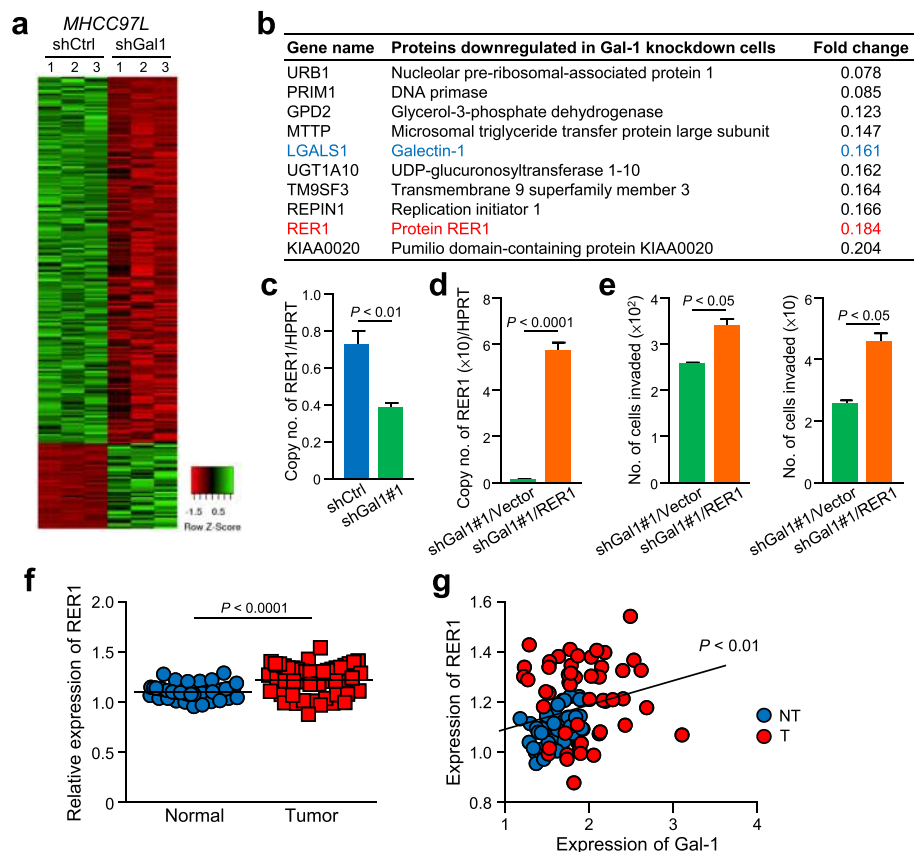 a
MHCC97L
shCtrl shGal1
1 2 3 1 2 3
-1.5 0.5
Row Z-Score
b
Gene name Proteins downregulated in Gal-1 knockdown cells Fold change
URB1 Nucleolar pre-ribosomal-associated protein 1 0.078
PRIM1 DNA primase 0.085
GPD2 Glycerol-3-phosphate dehydrogenase 0.123
MTTP Microsomal triglyceride transfer protein large subunit 0.147
LGALS1 Galectin-1 0.161
UGT1A10 UDP-glucuronosyltransferase 1-10 0.162
TM9SF3 Transmembrane 9 superfamily member 3 0.164
REPIN1 Replication initiator 1 0.166
RER1 Protein RER1 0.184
KIAA0020 Pumilio domain-containing protein KIAA0020 0.204
c
Copy no. of RER1/HPRT
1.0
0.8
0.6
0.4
0.2
0
P < 0.01
shCtrl
shGal1#1
d
Copy no. of RER1 (×10)/HPRT
8
6
4
2
0
P < 0.0001
shGal1#1/Vector
shGal1#1/RER1
e
No. of cells invaded (×10²)
4
3
2
1
0
P < 0.05
shGal1#1/Vector
shGal1#1/RER1
No. of cells invaded (×10)
6
4
2
0
P < 0.05
shGal1#1/Vector
shGal1#1/RER1
f
Relative expression of RER1
2.0
1.5
1.0
0.5
0
P < 0.0001
Normal Tumor
g
Expression of RER1
1.6
1.4
1.2
1.0
0.8
P < 0.01
NT
T
1 2 3 4
Expression of Gal-1